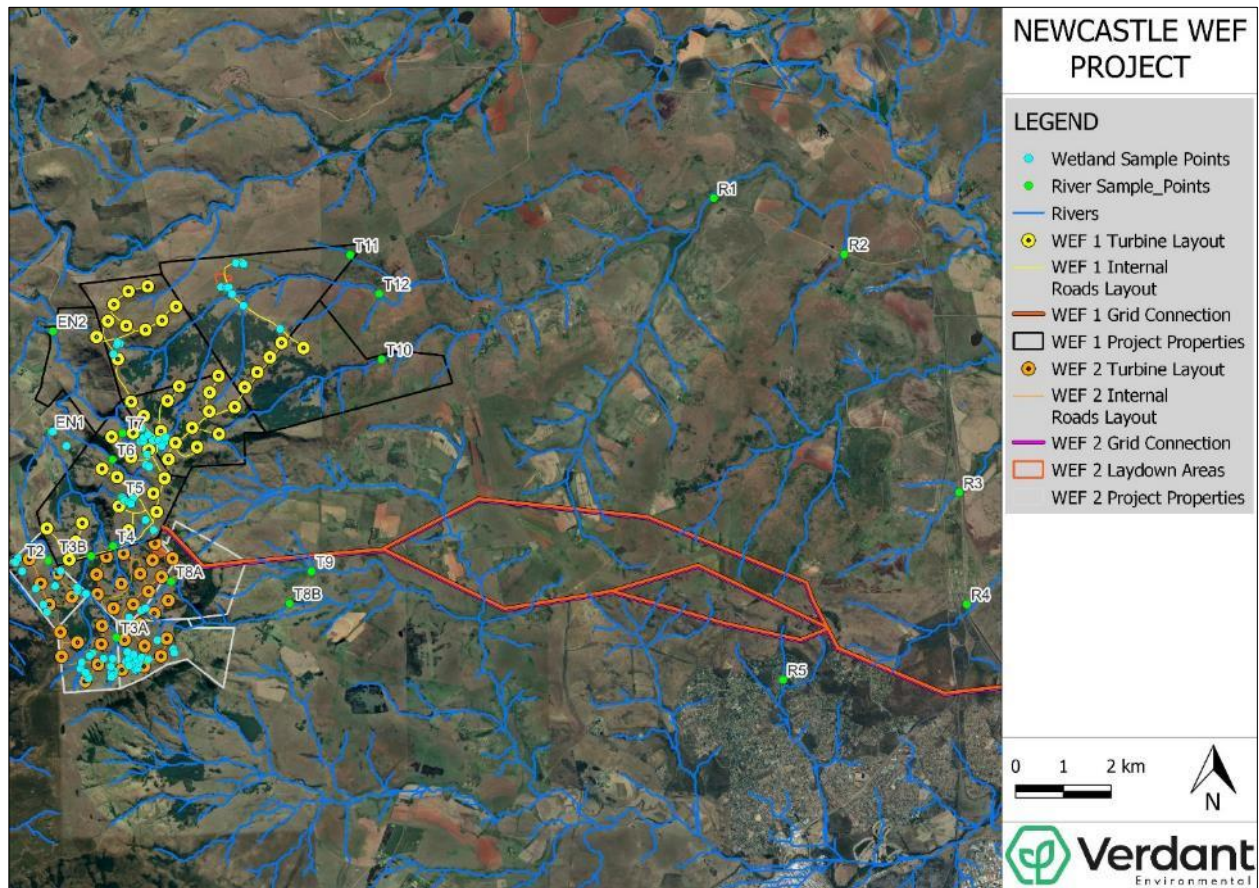 NEWCASTLE WEF
PROJECT
LEGEND
Wetland Sample Points
River Sample_Points
Rivers
WEF 1 Turbine Layout
WEF 1 Internal
Roads Layout
WEF 1 Grid Connection
WEF 1 Project Properties
WEF 2 Turbine Layout
WEF 2 Internal
Roads Layout
WEF 2 Grid Connection
WEF 2 Laydown Areas
WEF 2 Project Properties
R1
R2
T11
T12
EN2
T10
EN1
T7
T6
T5
R3
T4
T3B
T2
T9
T8A
T8B
R4
T3A
R5
0 1 2 km
N
Verdant
Environmental